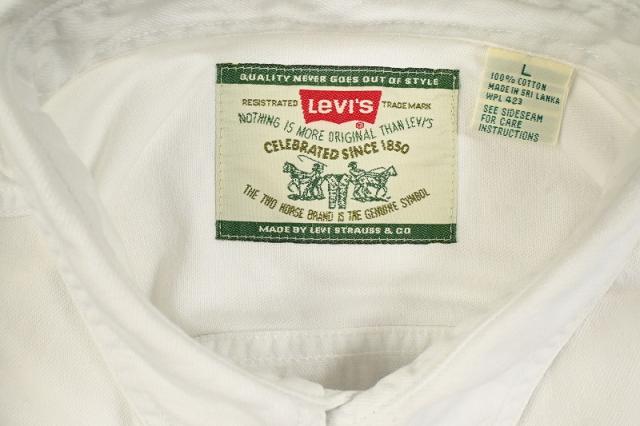 QUALITY NEVER GOES OUT OF STYLE
REGISTRATED LEVI'S TRADEMARK
®
NOTHING IS MORE ORIGINAL THAN LEVI'S
CELEBRATED SINCE 1850
THE TWO HORSE BRAND IS THE GENUINE SYMBOL
MADE BY LEVI STRAUSS & CO
L
100% COTTON
MADE IN SRI LANKA
WPL 423
SEE SIDESEAM
FOR CARE
INSTRUCTIONS